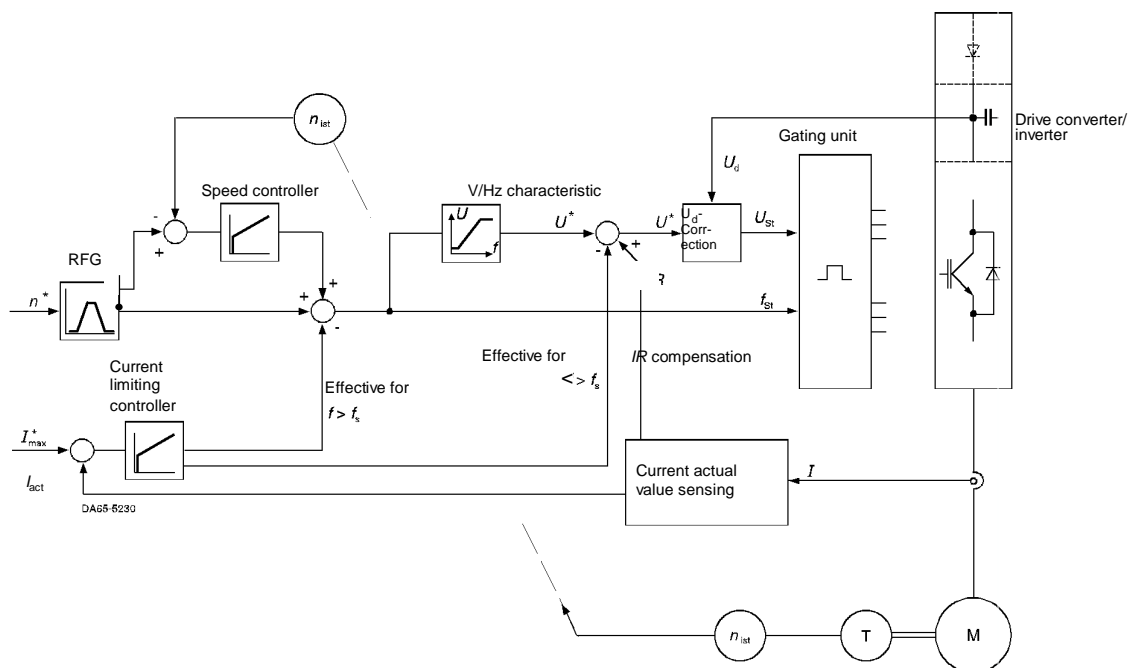 n ist
Drive converter/
inverter
Gating unit
U d
Speed controller
V/Hz characteristic
U
f
U*
U*
U d-
Corr-
ection
U St
-
+
-
+
RFG
n*
+
+
-
R
f St
Current
limiting
controller
Effective for
f > f s
Effective for
<> f s
IR compensation
I* max
I act
Current actual
value sensing
I
DA65-5230
n ist
T
M